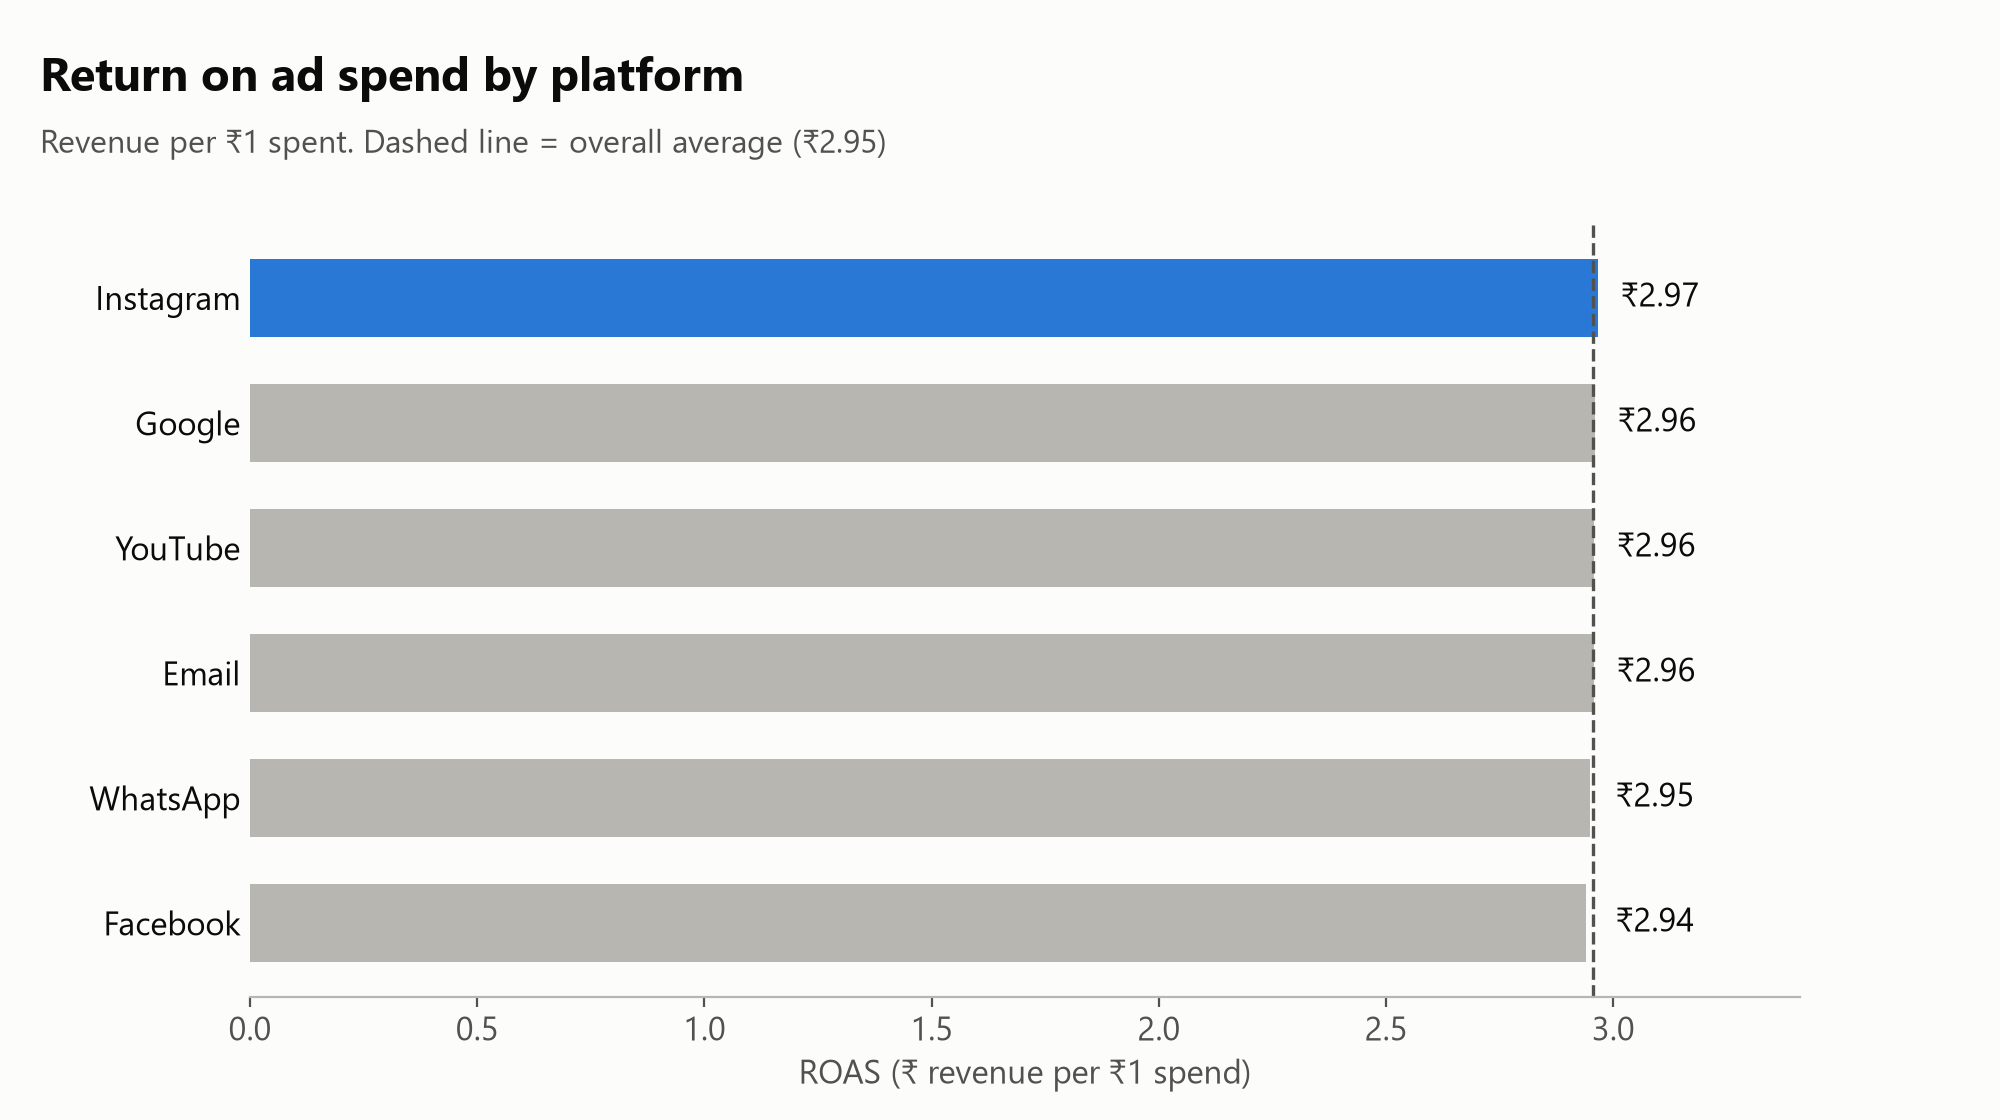 Return on ad spend by platform
Revenue per ₹1 spent. Dashed line = overall average (₹2.95)
Instagram ₹2.97
Google ₹2.96
YouTube ₹2.96
Email ₹2.96
WhatsApp ₹2.95
Facebook ₹2.94
0.0 0.5 1.0 1.5 2.0 2.5 3.0
ROAS (₹ revenue per ₹1 spend)